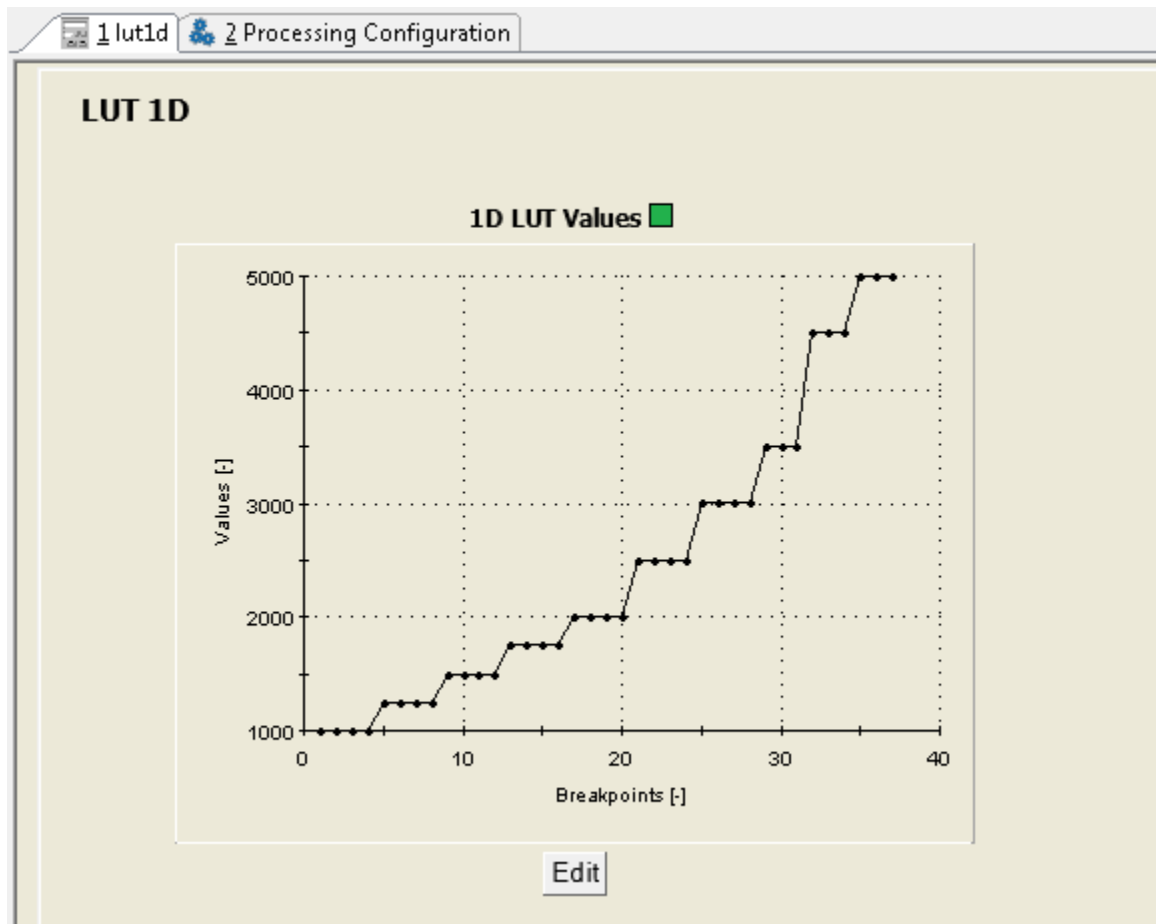 1 lut1d 2 Processing Configuration
LUT 1D
1D LUT Values
5000
4000
3000
2000
1000
Values [-]
0 10 20 30 40
Breakpoints [-]
Edit